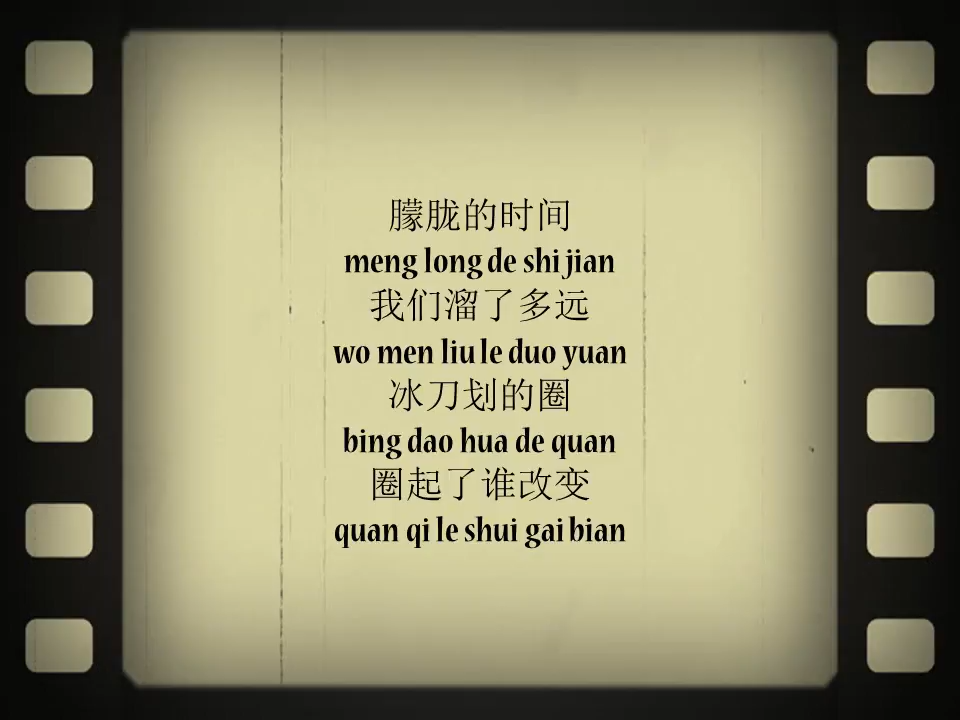 朦胧的时间
meng long de shi jian
我们溜了多远
wo men liu le duo yuan
冰刀划的圈
bing dao hua de quan
圈起了谁改变
quan qi le shui gai bian